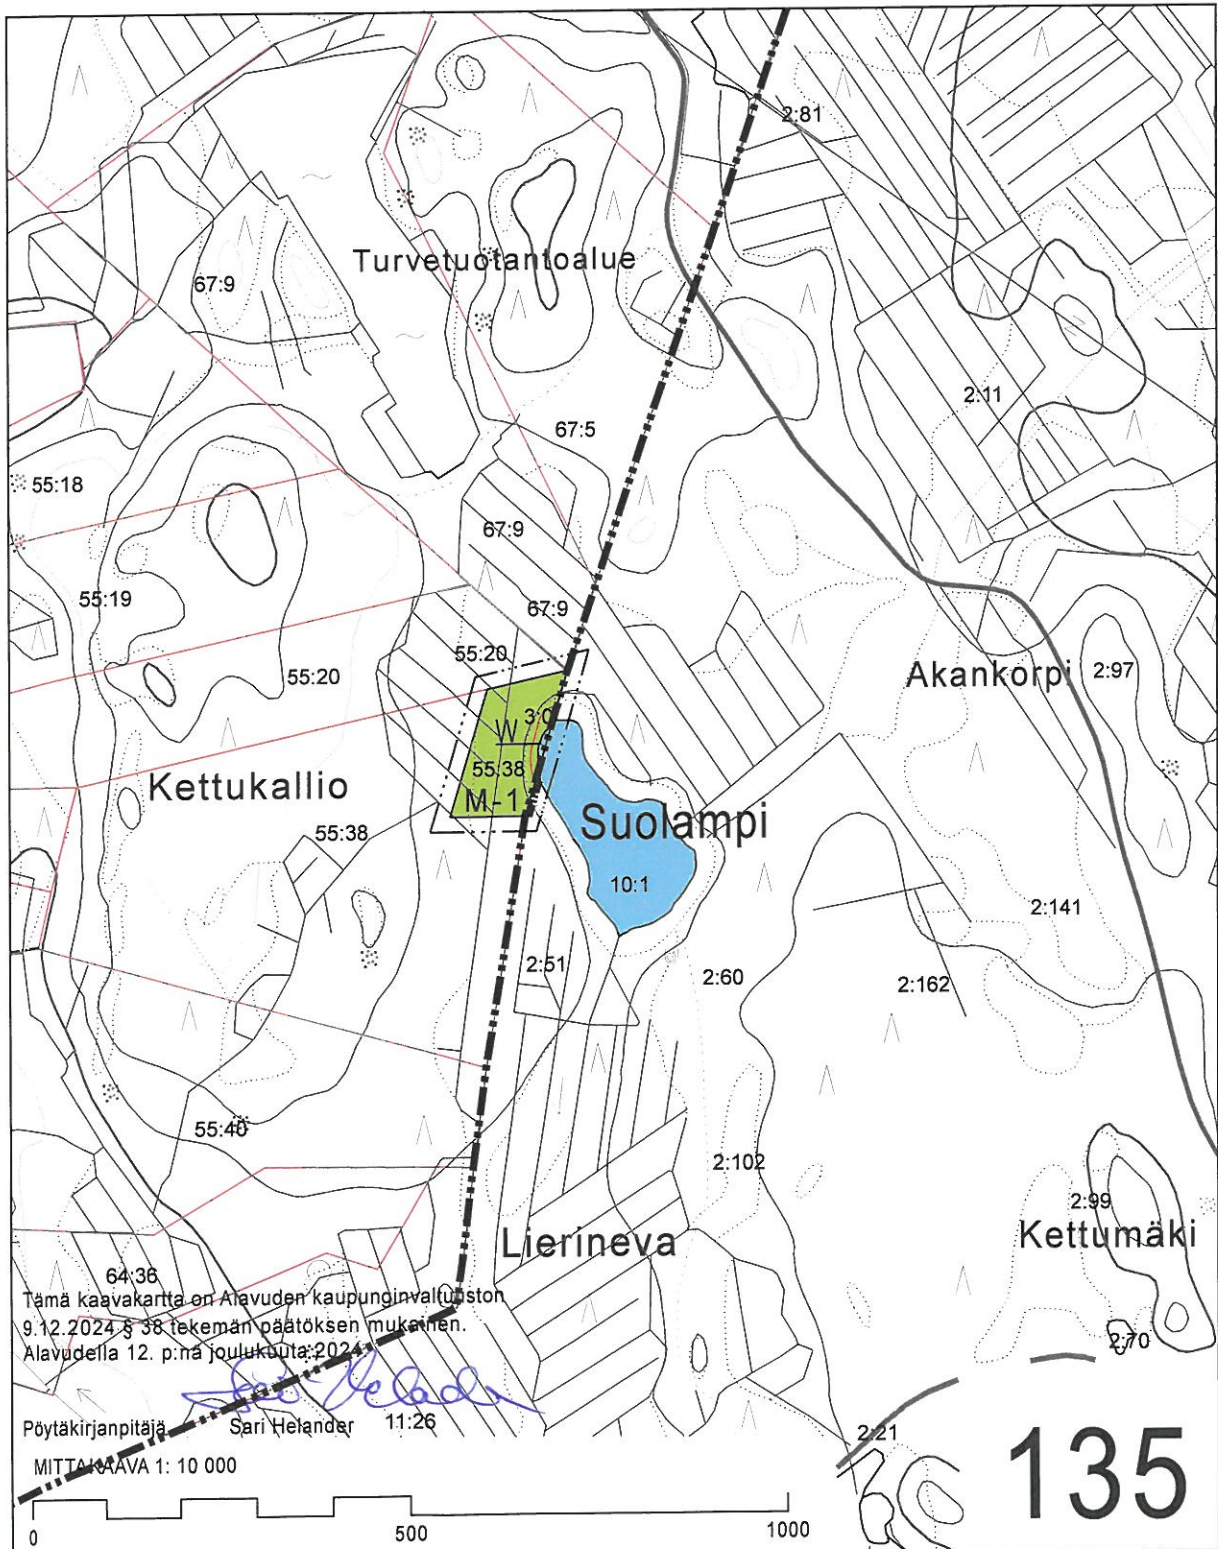 2:81
Turvetuotantoalue
67:9
2:11
67:5
55:18
67:9
55:19
67:9
55:20
55:20
Akankorpi
2:97
W
3:0
55:38
Kettukallio
M-1
Suolampi
55:38
10:1
2:141
2:51
2:60
2:162
55:40
2:102
2:99
Lierineva
Kettumäki
64:36
Tämä kaavakartta on Alavuden kaupunginvaltuuston
9.12.2024 § 38 tekemän päätöksen mukainen.
Alavudella 12. p:nä joulukuuta 2024
2:70
Sari Helander
Pöytäkirjanpitäjä Sari Helander 11:26
2:21
135
MITTAKAAVA 1: 10 000
0 500 1000